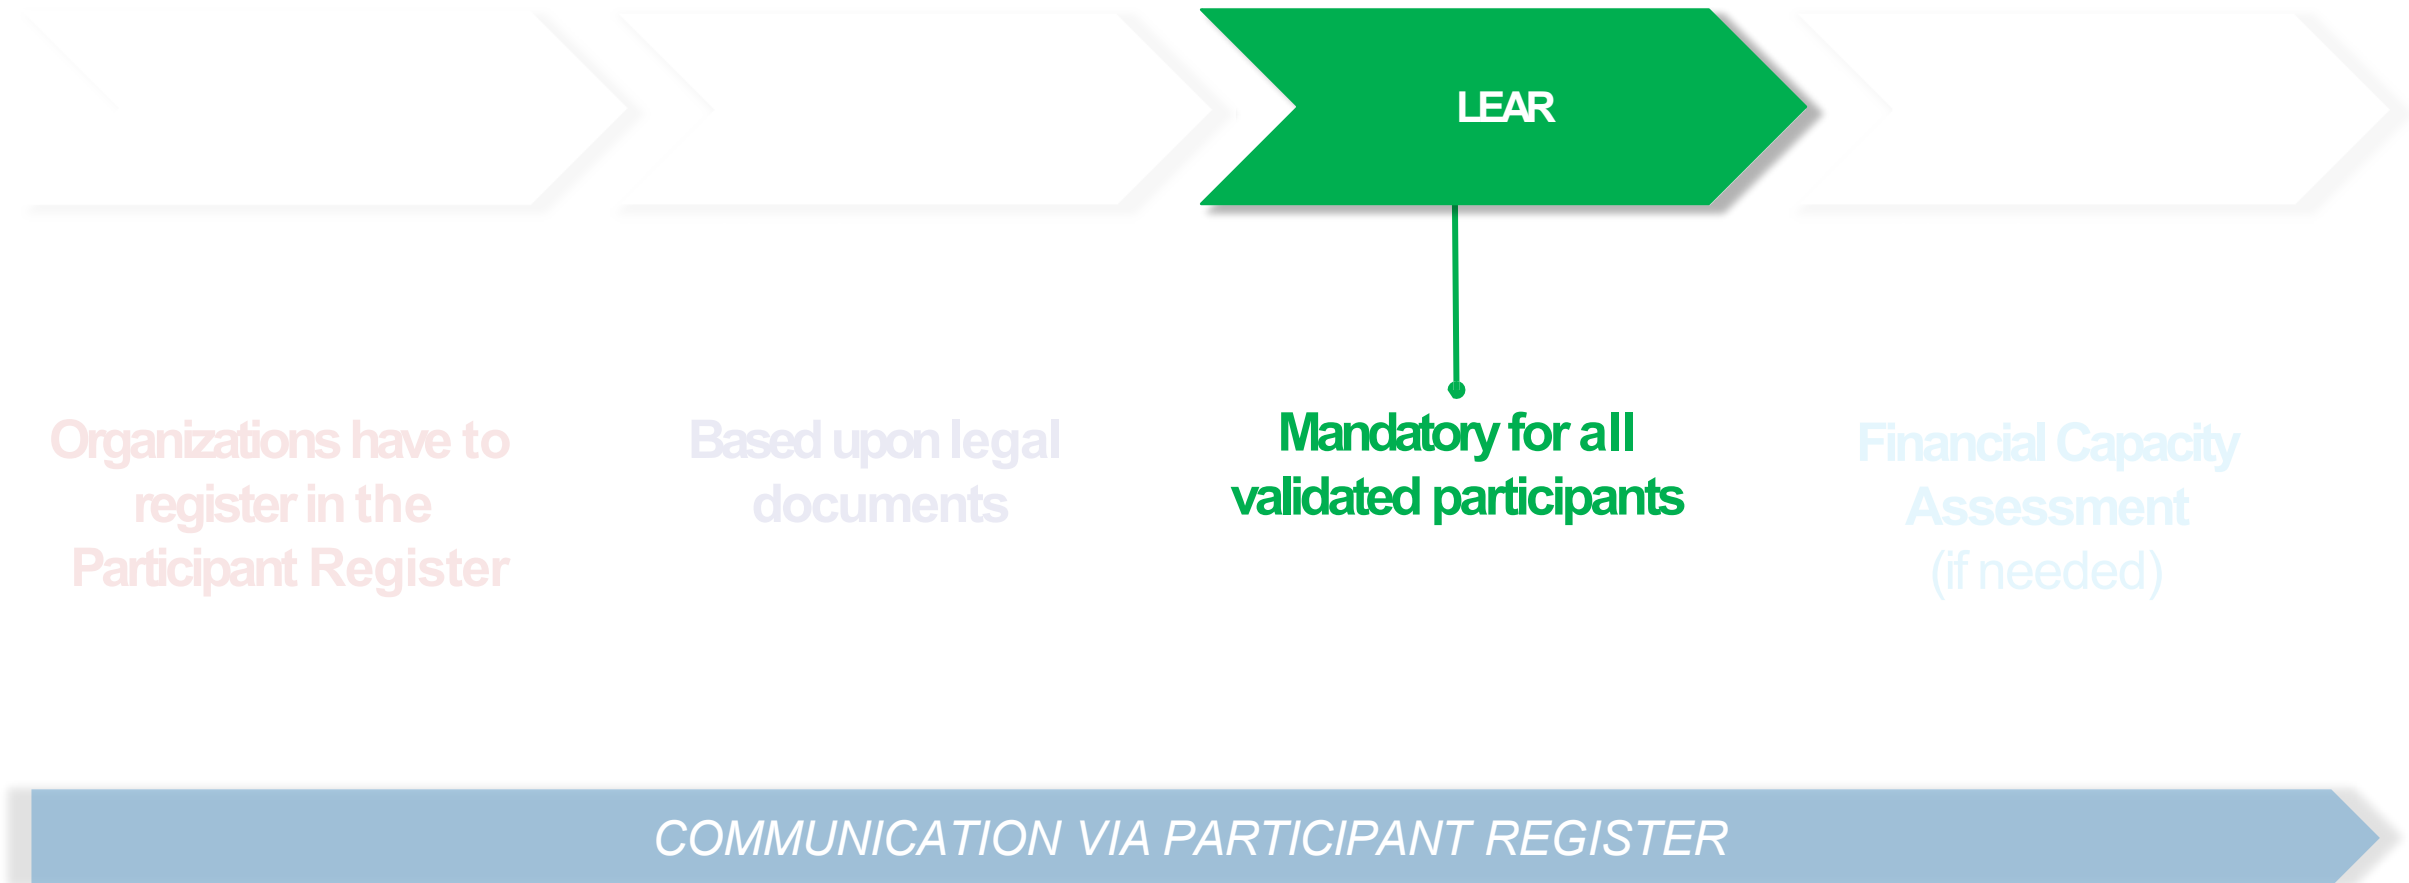 LEAR
Organizations have to
register in the
Participant Register
Based upon legal
documents
Mandatory for all
validated participants
Financial Capacity
Assessment
(if needed)
COMMUNICATION VIA PARTICIPANT REGISTER